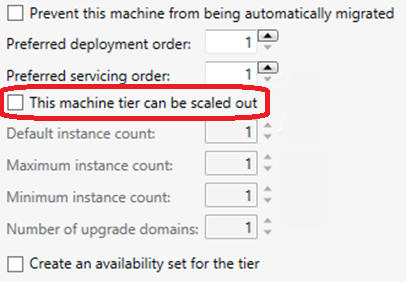 Prevent this machine from being automatically migrated
Preferred deployment order: 1
Preferred servicing order: 1
This machine tier can be scaled out
Default instance count: 1
Maximum instance count: 1
Minimum instance count: 1
Number of upgrade domains: 1
Create an availability set for the tier